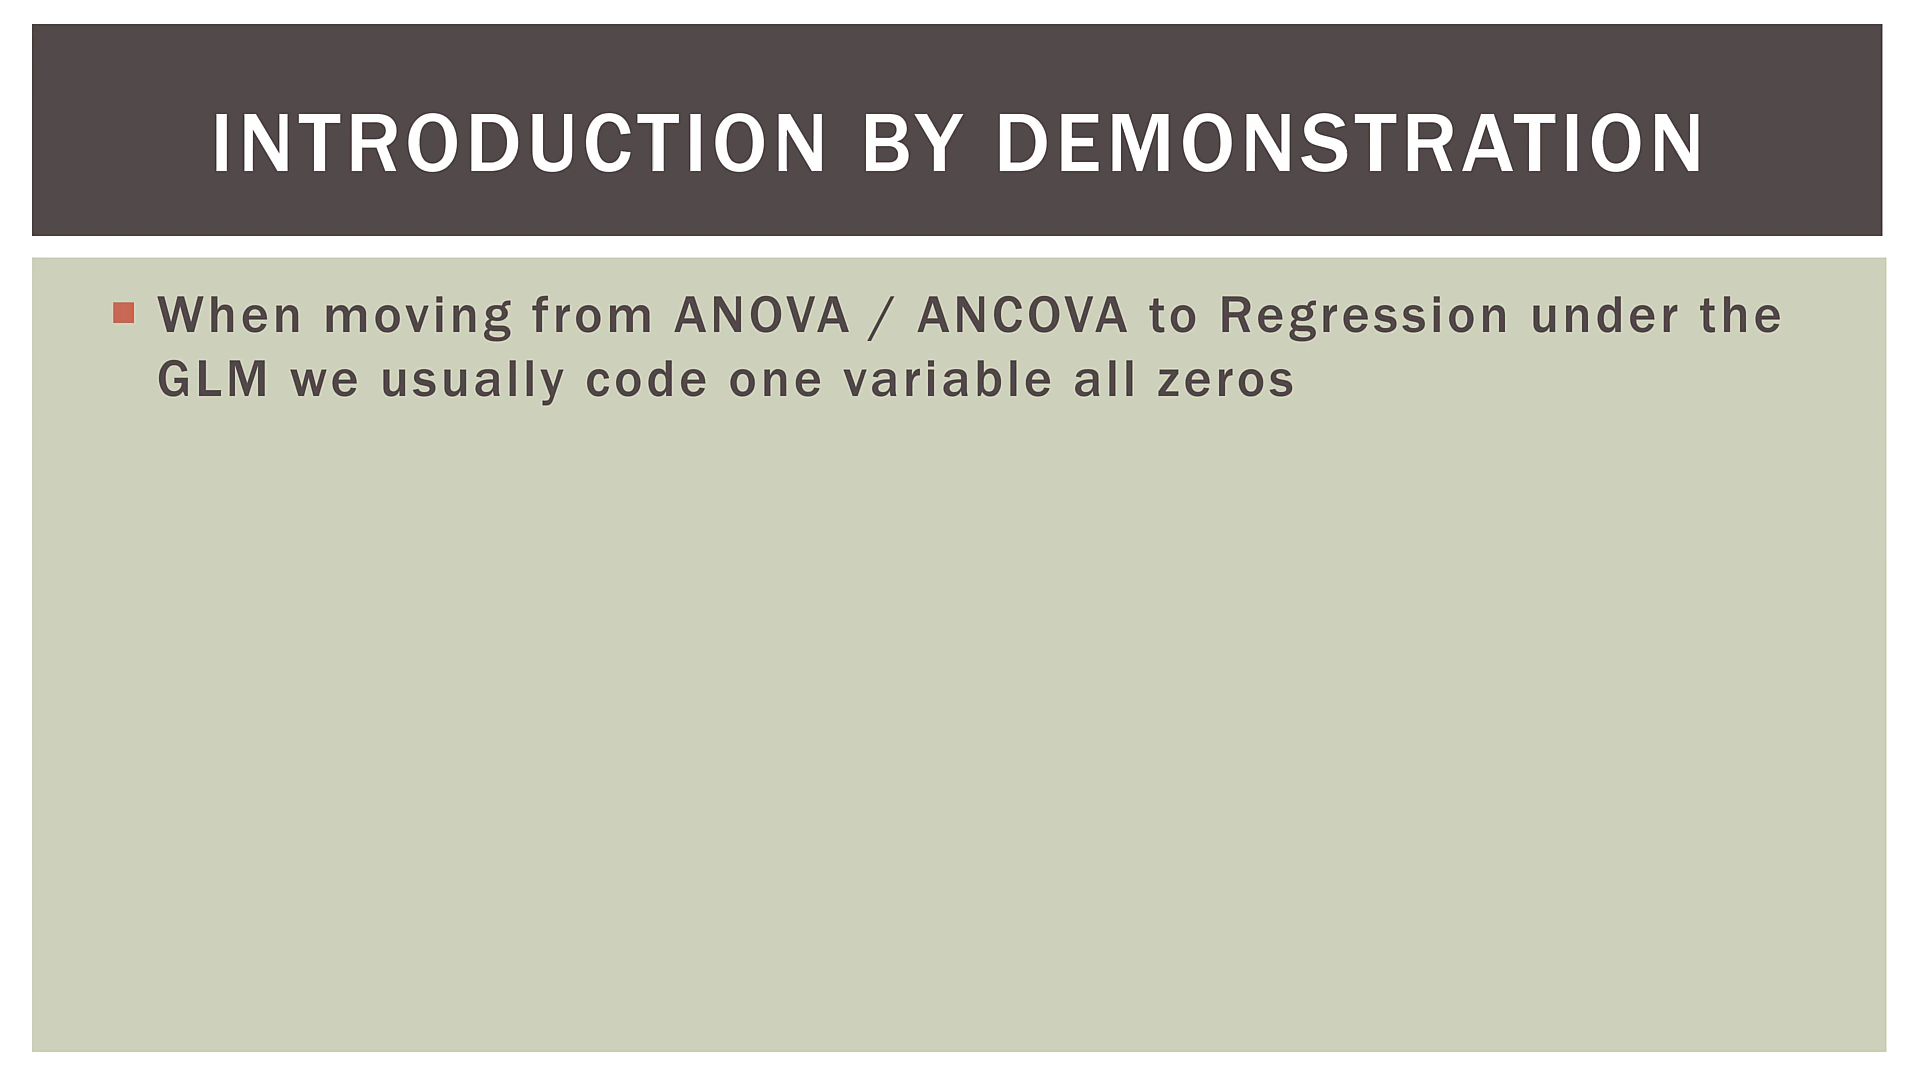 INTRODUCTION BY DEMONSTRATION
When moving from ANOVA / ANCOVA to Regression under the
GLM we usually code one variable all zeros